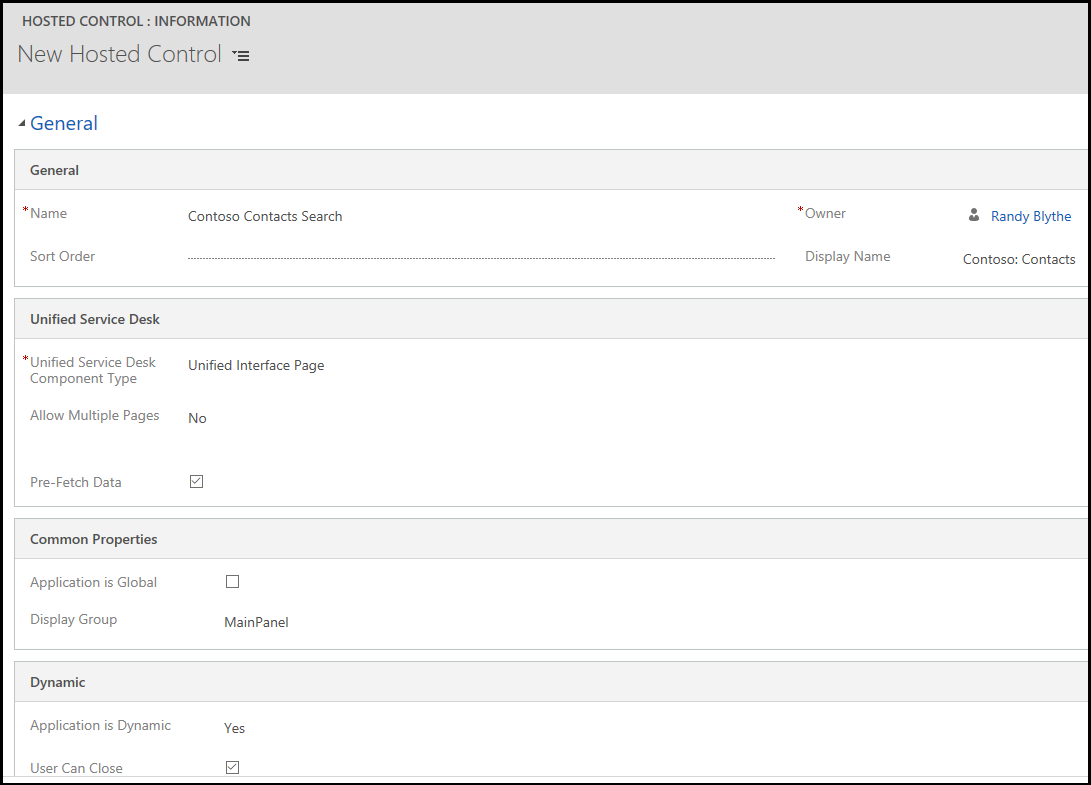 HOSTED CONTROL : INFORMATION
New Hosted Control
General
General
* Name Contoso Contacts Search * Owner Randy Blythe
Sort Order Display Name Contoso: Contacts
Unified Service Desk
* Unified Service Desk Unified Interface Page
Component Type
Allow Multiple Pages No
Pre-Fetch Data
Common Properties
Application is Global
Display Group MainPanel
Dynamic
Application is Dynamic Yes
User Can Close